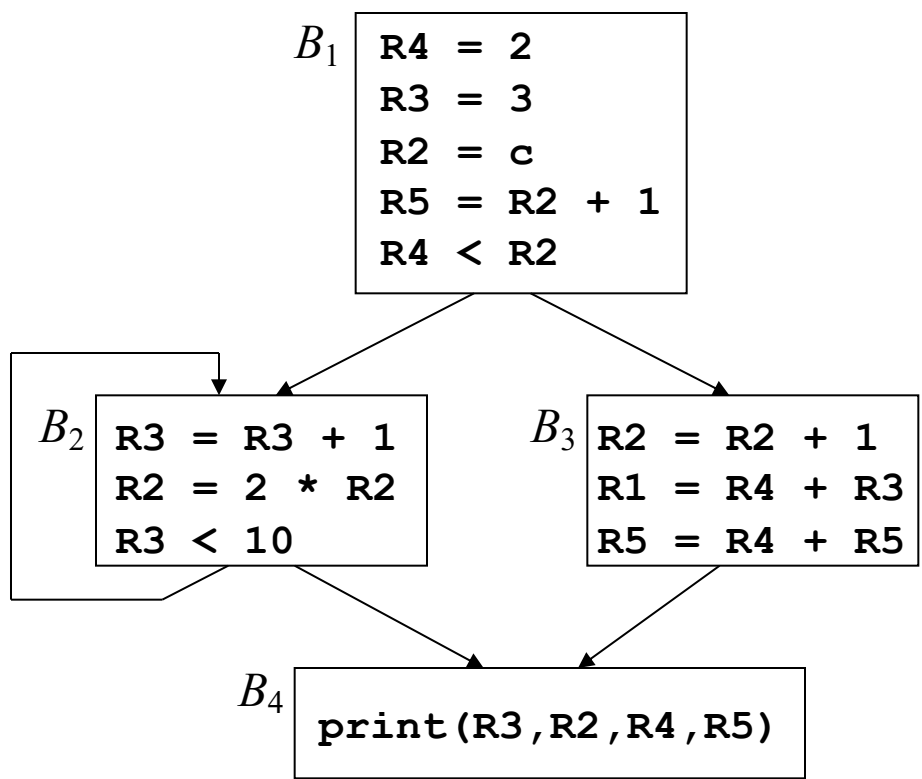 B1
R4 = 2
R3 = 3
R2 = c
R5 = R2 + 1
R4 < R2
B2
R3 = R3 + 1
R2 = 2 * R2
R3 < 10
B3
R2 = R2 + 1
R1 = R4 + R3
R5 = R4 + R5
B4
print(R3,R2,R4,R5)